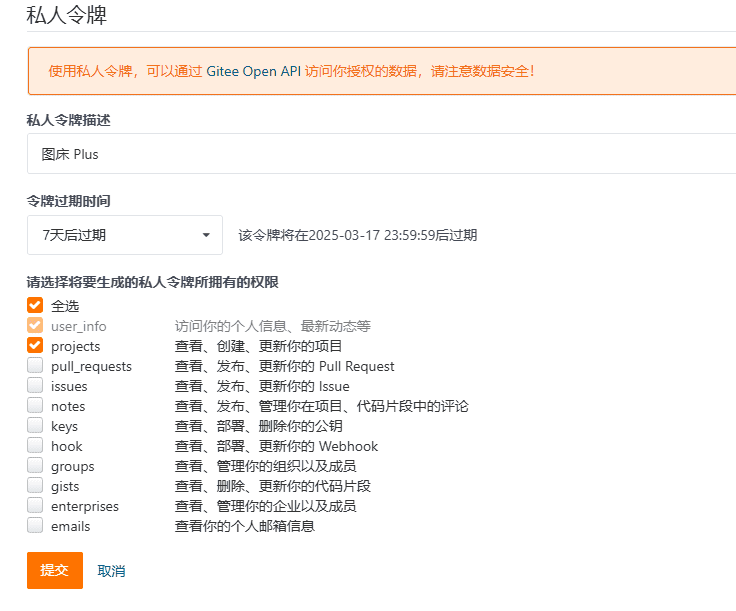 私人令牌
使用私人令牌，可以通过 Gitee Open API 访问你授权的数据，请注意数据安全！
私人令牌描述
图床 Plus
令牌过期时间
7天后过期 该令牌将在2025-03-17 23:59:59后过期
请选择将要生成的私人令牌所拥有的权限
全选
user_info 访问你的个人信息、最新动态等
projects 查看、创建、更新你的项目
pull_requests 查看、发布、更新你的 Pull Request
issues 查看、发布、更新你的 Issue
notes 查看、发布、管理你在项目、代码片段中的评论
keys 查看、部署、删除你的公钥
hook 查看、部署、更新你的 Webhook
groups 查看、管理你的组织以及成员
gists 查看、删除、更新你的代码片段
enterprises 查看、管理你的企业以及成员
emails 查看你的个人邮箱信息
提交 取消